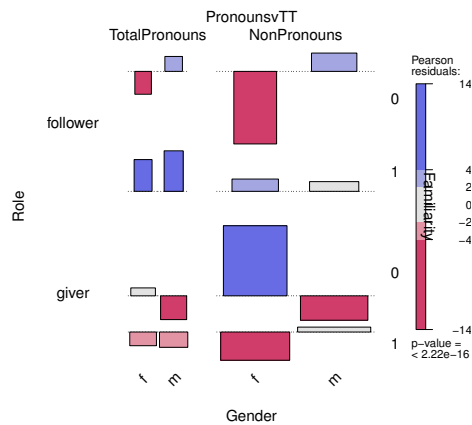 PronounsvTT
TotalPronouns NonPronouns
Pearson
residuals:
14
0
follower
4
1
2
Familiarity
0
Role
-2
-4
0
giver
-14
1
p-value =
< 2.22e-16
f m f m
Gender